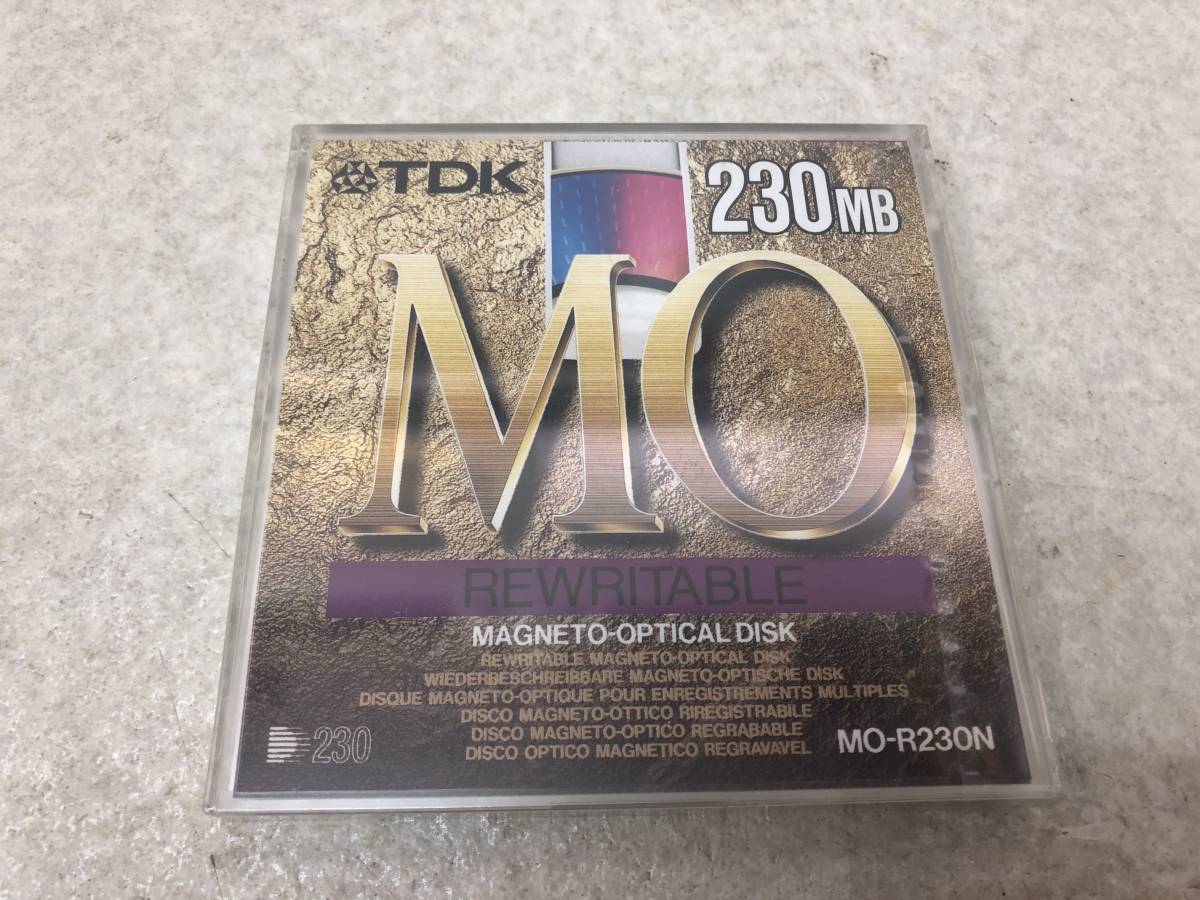 TDK
230MB
MO
REWRITABLE
MAGNETO-OPTICAL DISK
REWRITABLE MAGNETO-OPTICAL DISK
WIEDERBESCHREIBBARE MAGNETO-OPTISCHE DISK
DISQUE MAGNETO-OPTIQUE POUR ENREGISTREMENTS MULTIPLES
DISCO MAGNETO-OTTICO RIREGISTRABILE
DISCO MAGNETO-OPTICO REGRABABLE
DISCO OPTICO MAGNETICO REGRAVAVEL
230
MO-R230N